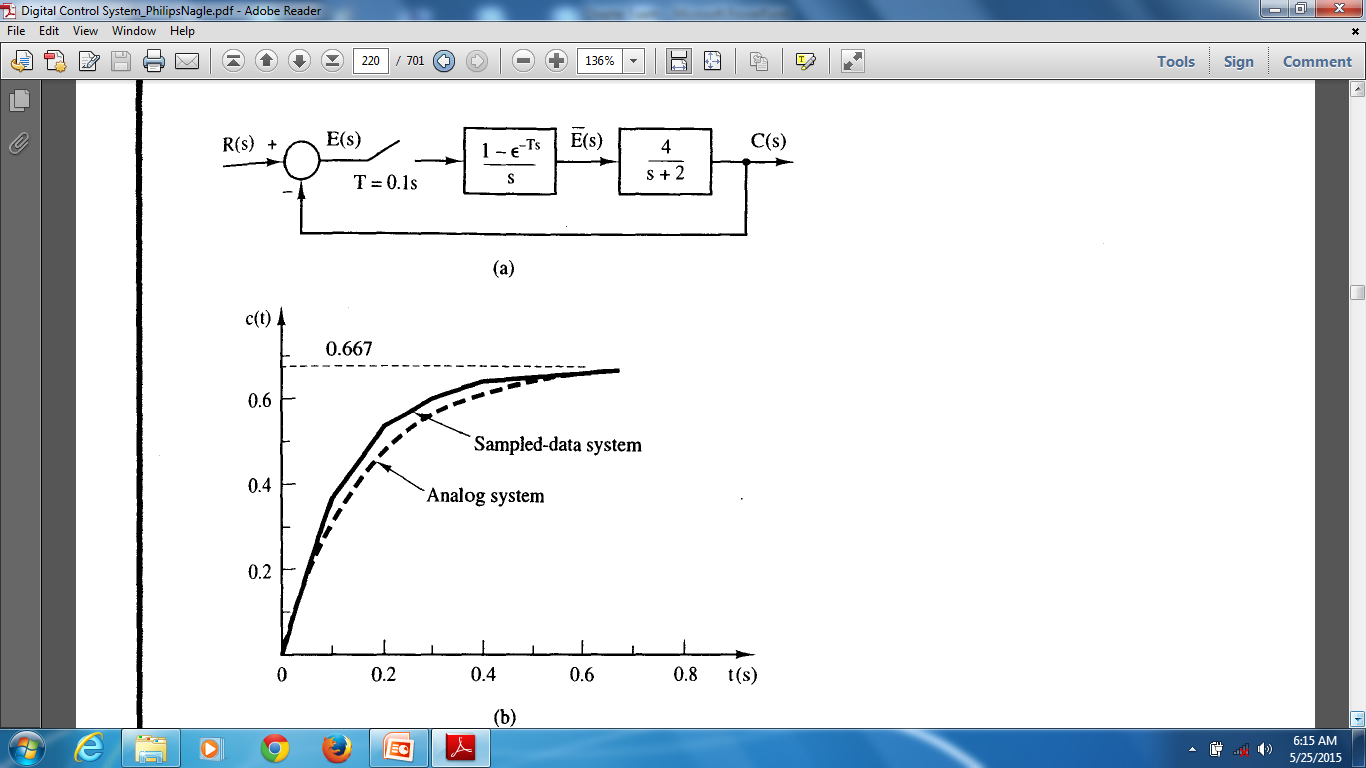 Digital Control System_PhilipsNagle.pdf - Adobe Reader
File Edit View Window Help
220 / 701 136% Tools Sign Comment
R(s) + E(s) 1 – ϵ^–Ts / s Ē(s) 4 / s + 2 C(s)
– T = 0.1s
(a)
c(t)
0.667
0.6
Sampled-data system
0.4
Analog system
0.2
0 0.2 0.4 0.6 0.8 t(s)
(b)
6:15 AM
5/25/2015